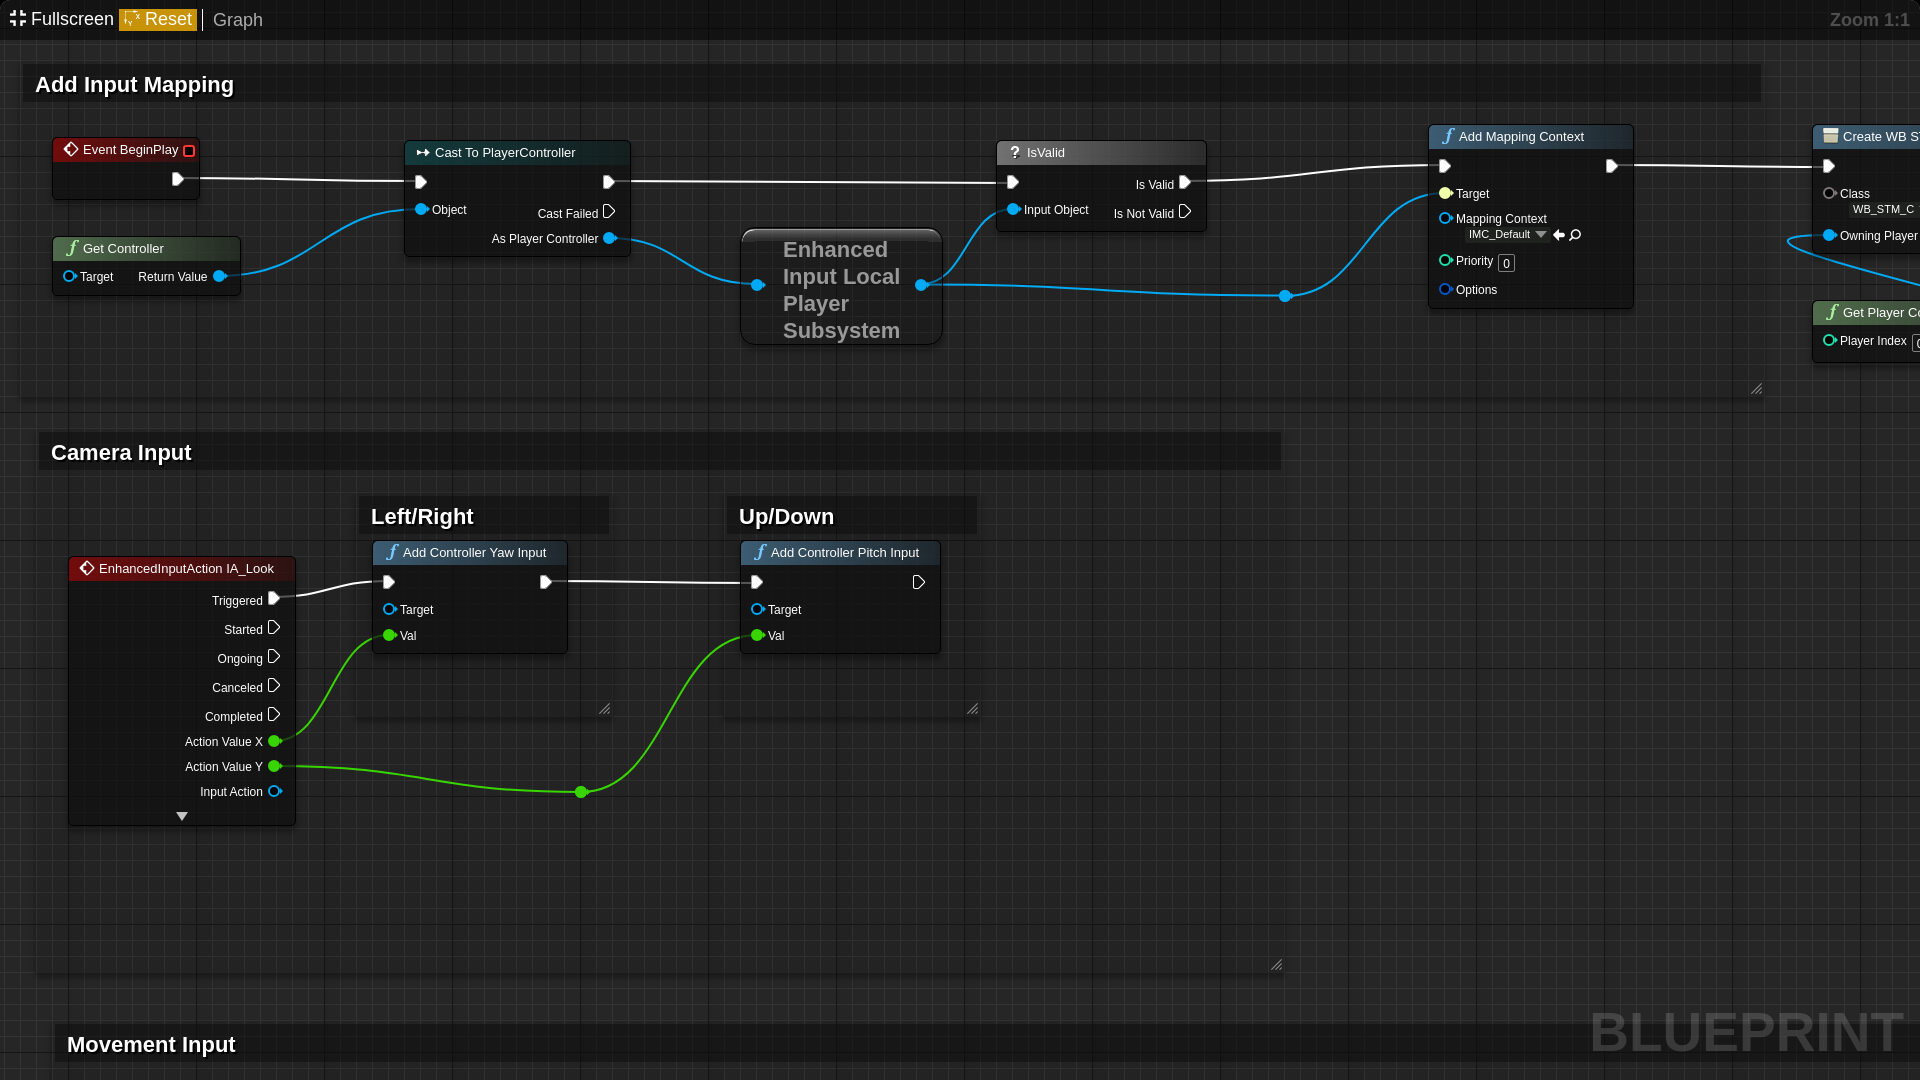 Fullscreen Reset Graph Zoom 1:1
Add Input Mapping
Event BeginPlay
Get Controller
Target Return Value
Cast To PlayerController
Object
Cast Failed
As Player Controller
Enhanced
Input Local
Player
Subsystem
? IsValid
Is Valid
Input Object
Is Not Valid
Add Mapping Context
Target
Mapping Context
IMC_Default
Priority 0
Options
Create WB ST
Class
WB_STM_C
Owning Player
Get Player Co
Player Index 0
Camera Input
Left/Right
Up/Down
EnhancedInputAction IA_Look
Triggered
Started
Ongoing
Canceled
Completed
Action Value X
Action Value Y
Input Action
Add Controller Yaw Input
Target
Val
Add Controller Pitch Input
Target
Val
Movement Input
BLUEPRINT